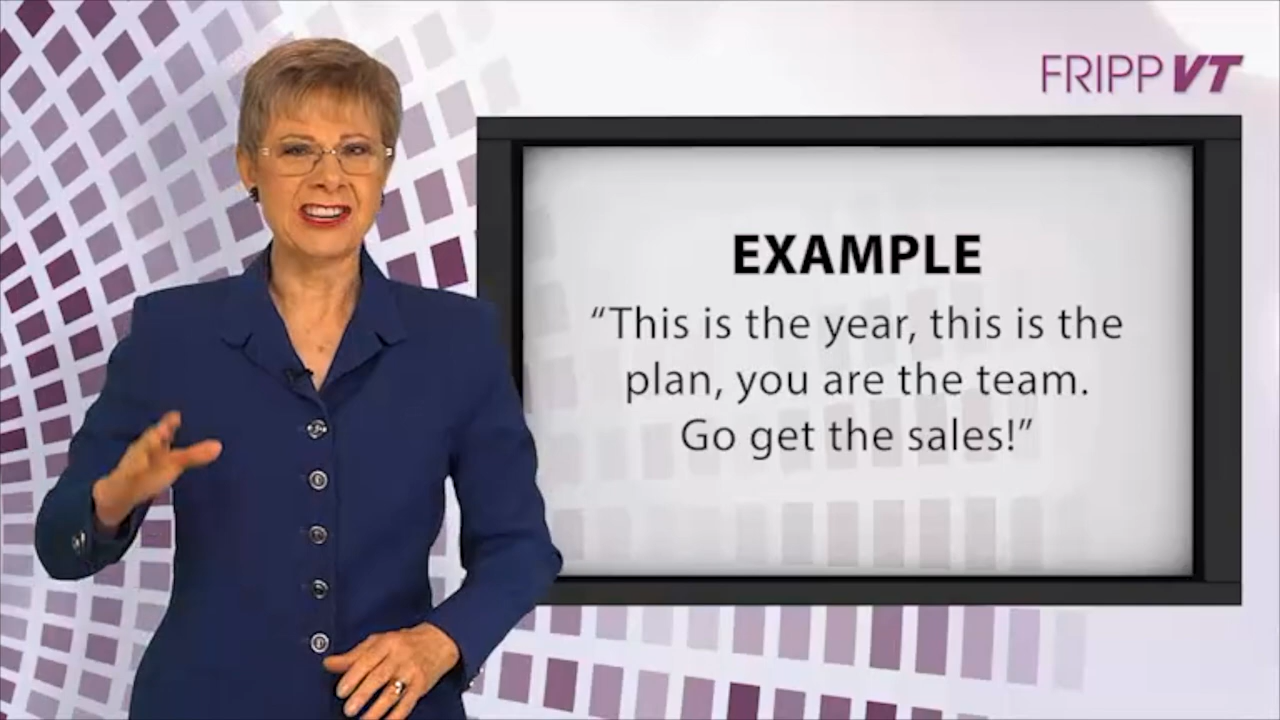 FRIPP VT
EXAMPLE
“This is the year, this is the
plan, you are the team.
Go get the sales!”